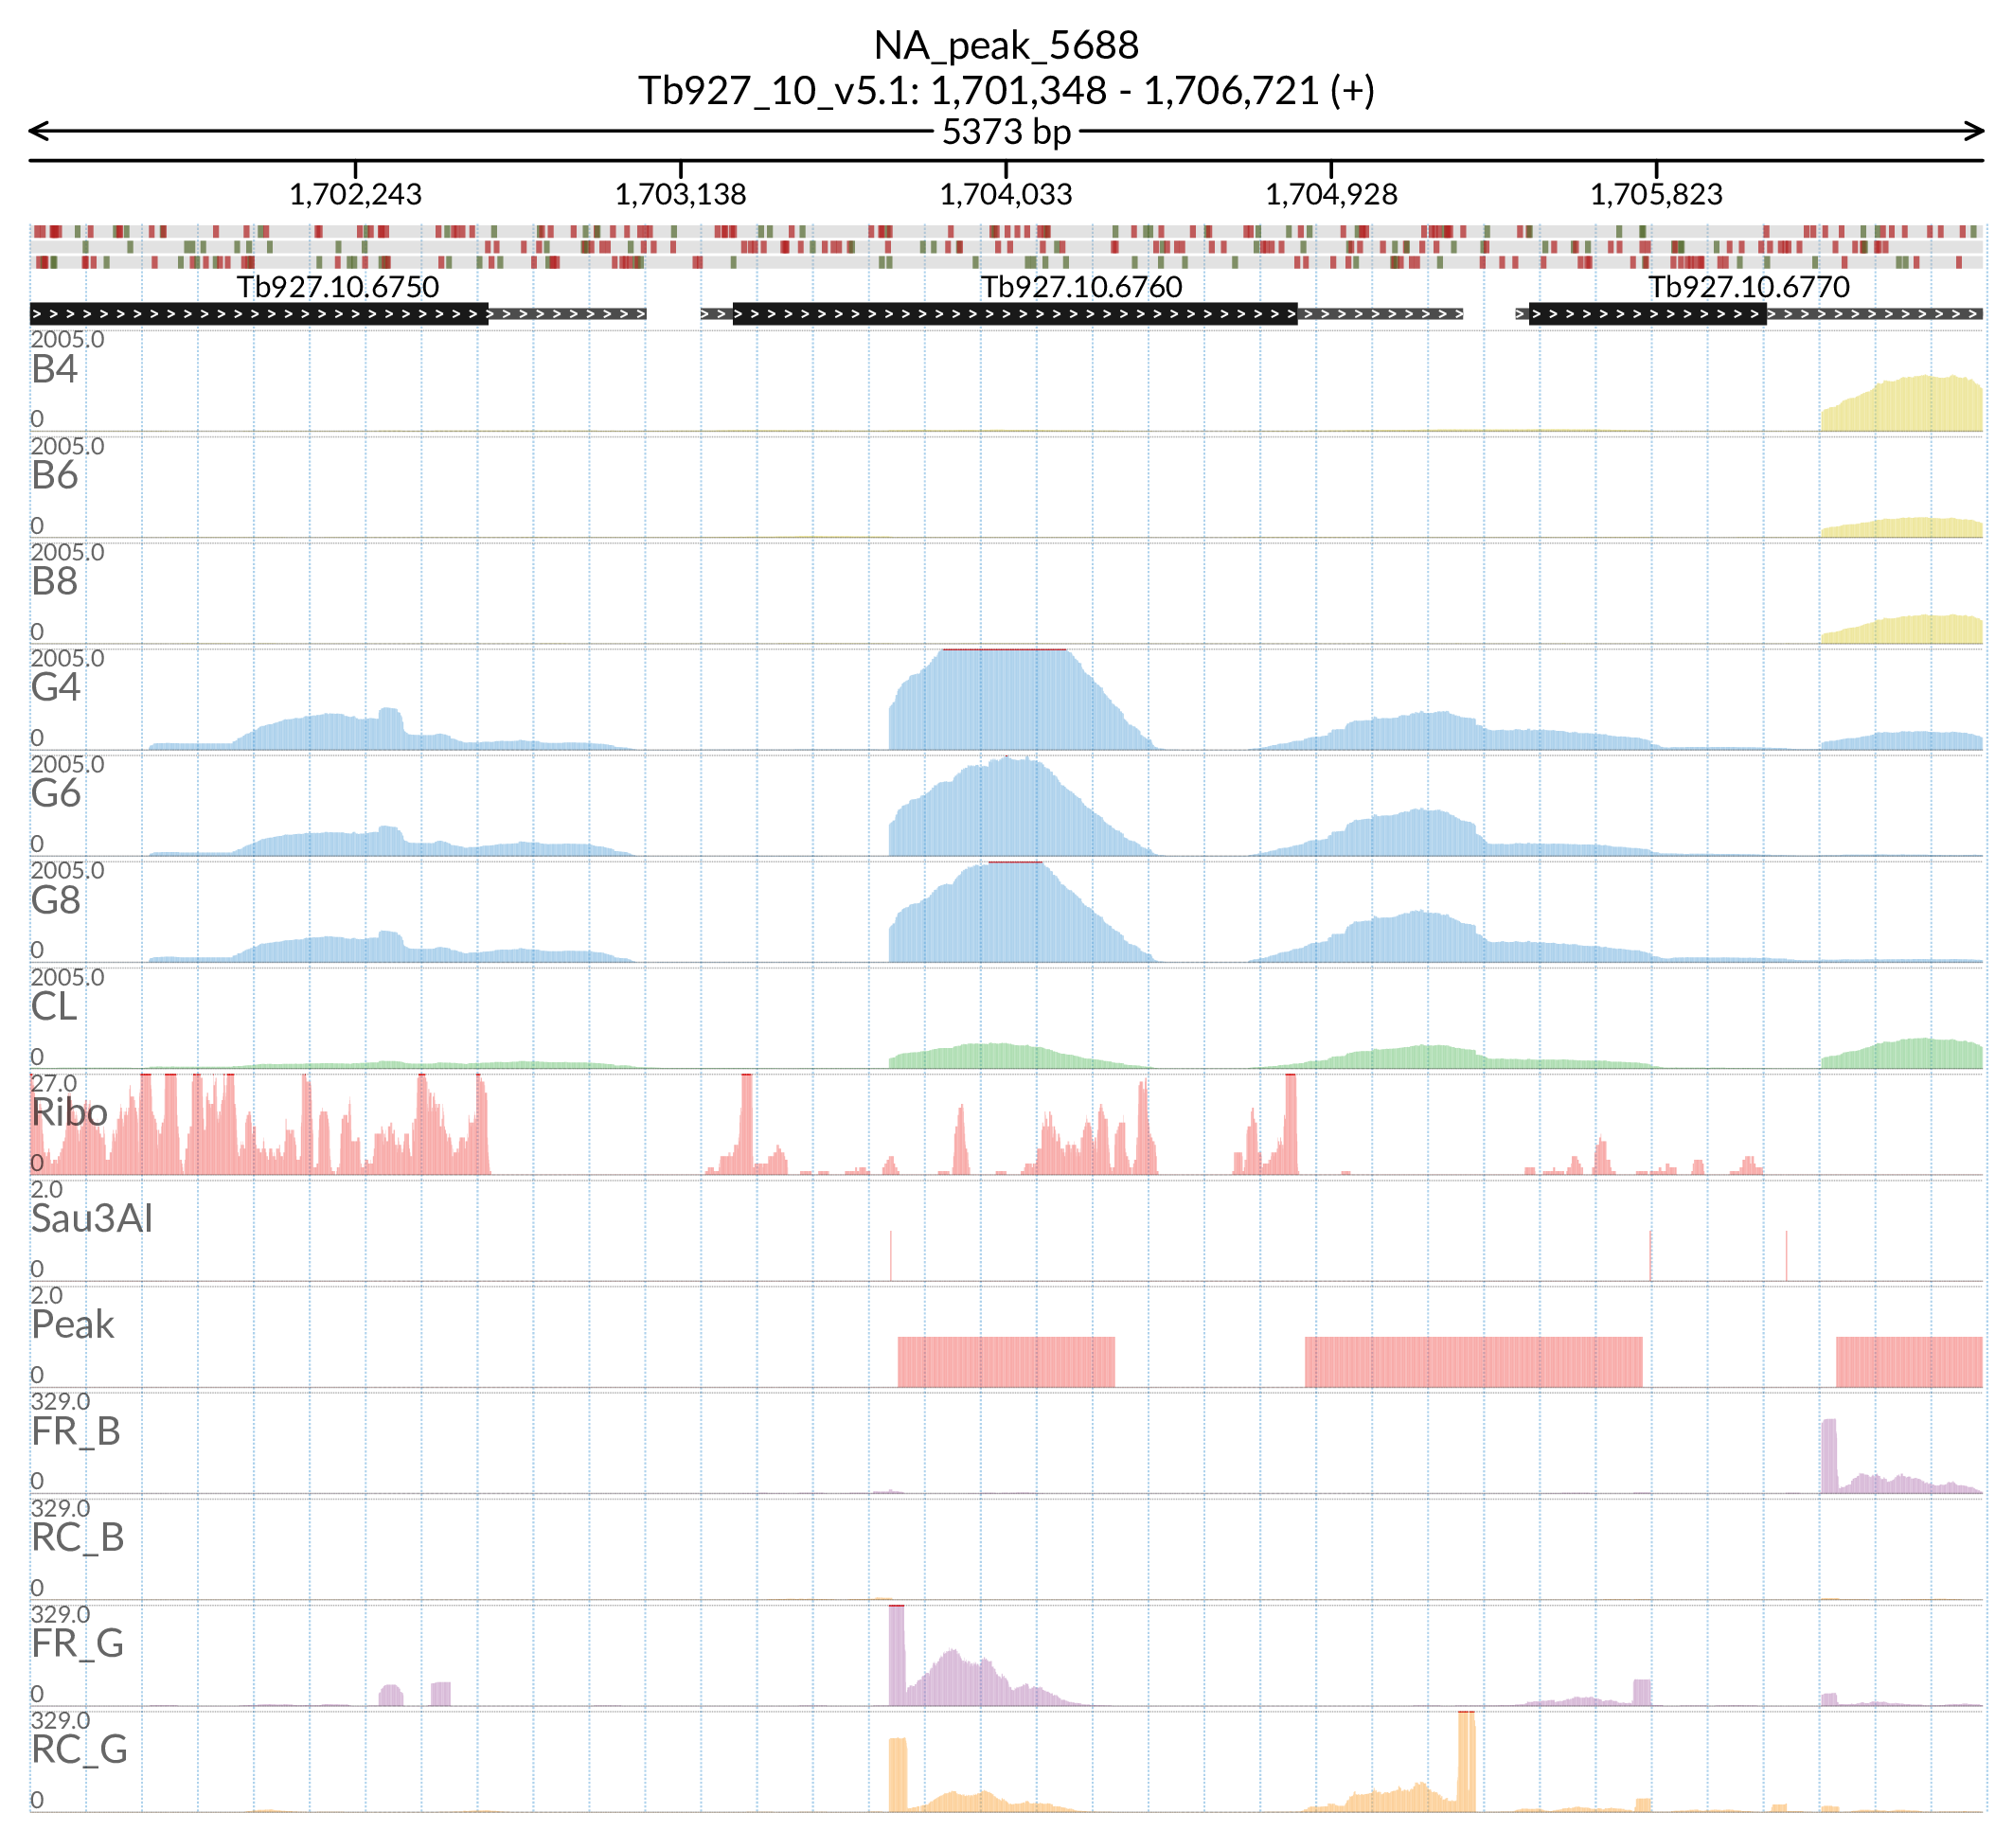 NA_peak_5688
Tb927_10_v5.1: 1,701,348 - 1,706,721 (+)
5373 bp
1,702,243 1,703,138 1,704,033 1,704,928 1,705,823
Tb927.10.6750 Tb927.10.6760 Tb927.10.6770
2005.0
B4
0
2005.0
B6
0
2005.0
B8
0
2005.0
G4
0
2005.0
G6
0
2005.0
G8
0
2005.0
CL
0
27.0
Ribo
0
2.0
Sau3AI
0
2.0
Peak
0
329.0
FR_B
0
329.0
RC_B
0
329.0
FR_G
0
329.0
RC_G
0